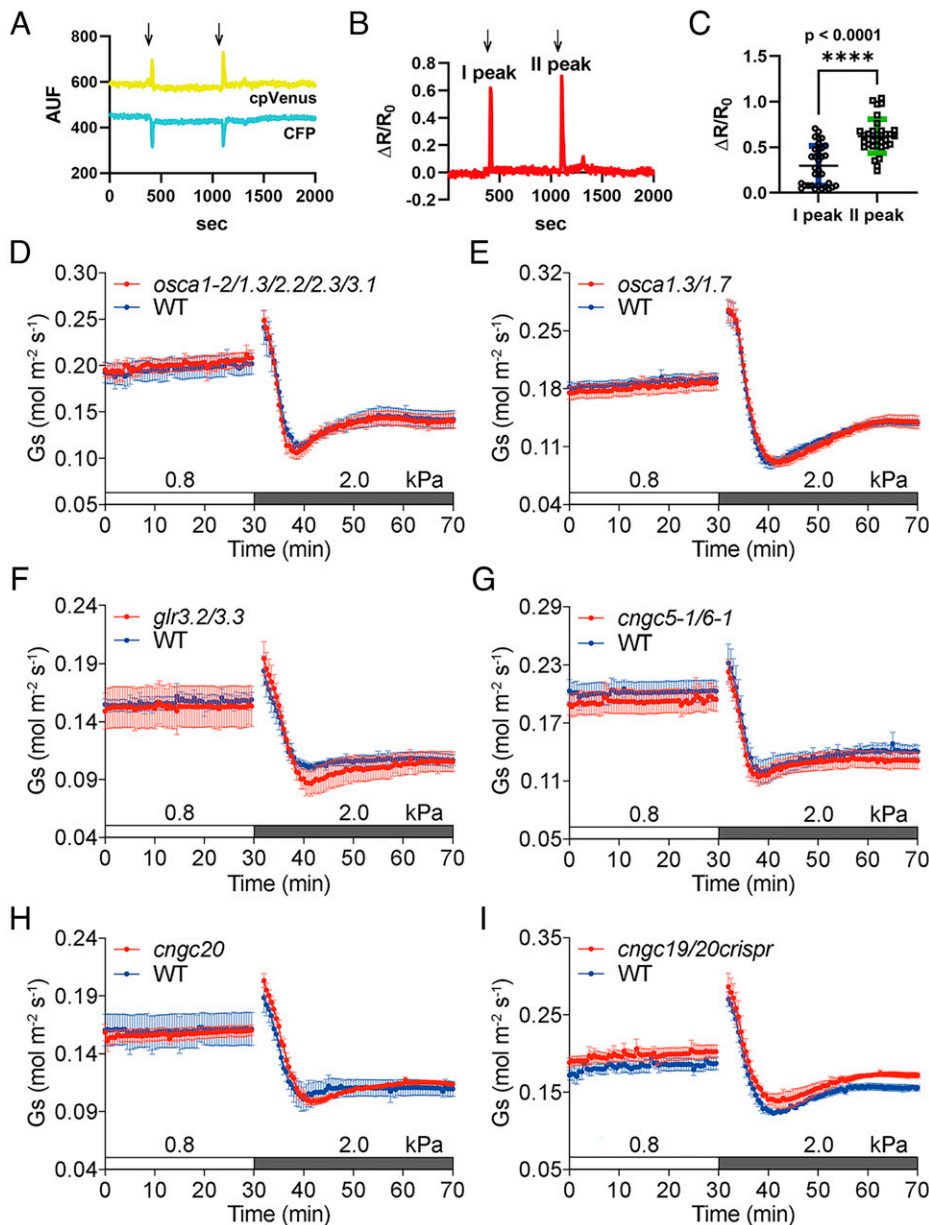 A
800
600
400
200
AUF
cpVenus
CFP
0
500
1000
1500
2000
sec
B
0.8
0.6
0.4
0.2
0.0
-0.2
ΔR/R0
I peak
II peak
1000
2000
sec
C
p < 0.0001
****
1.5
1.0
0.5
0.0
ΔR/R0
I peak
II peak
D
0.30
0.25
0.20
0.15
0.10
0.05
Gs (mol m⁻² s⁻¹)
osca1-2/1.3/2.2/2.3/3.1
WT
0.8
2.0
kPa
0 10 20 30 40 50 60 70
Time (min)
E
0.32
0.25
0.18
0.11
0.04
Gs (mol m⁻² s⁻¹)
osca1.3/1.7
WT
0.8
2.0
kPa
0 10 20 30 40 50 60 70
Time (min)
F
0.24
0.19
0.14
0.09
0.04
Gs (mol m⁻² s⁻¹)
glr3.2/3.3
WT
0.8
2.0
kPa
0 10 20 30 40 50 60 70
Time (min)
G
0.29
0.23
0.17
0.11
0.05
Gs (mol m⁻² s⁻¹)
cngc5-1/6-1
WT
0.8
2.0
kPa
0 10 20 30 40 50 60 70
Time (min)
H
0.24
0.19
0.14
0.09
0.04
Gs (mol m⁻² s⁻¹)
cngc20
WT
0.8
2.0
kPa
0 10 20 30 40 50 60 70
Time (min)
I
0.35
0.25
0.15
0.05
Gs (mol m⁻² s⁻¹)
cngc19/20crispr
WT
0.8
2.0
kPa
0 10 20 30 40 50 60 70
Time (min)